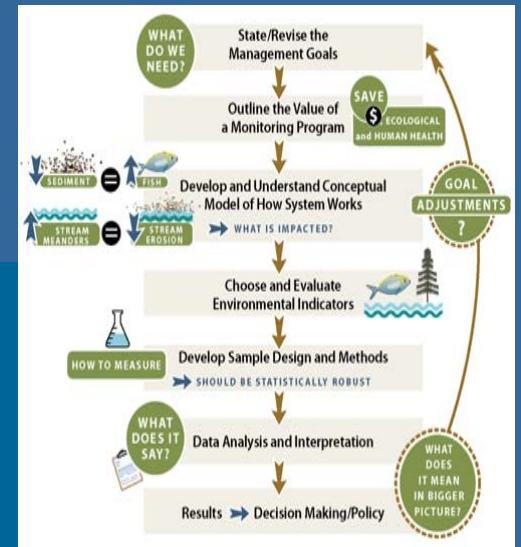 WHAT
DO WE
NEED?
State/Revise the
Management Goals
Outline the Value of
a Monitoring Program
SAVE
$
ECOLOGICAL
and HUMAN HEALTH
SEDIMENT
=
FISH
STREAM
MEANDERS
=
STREAM
EROSION
Develop and Understand Conceptual
Model of How System Works
WHAT IS IMPACTED?
GOAL
ADJUSTMENTS
?
Choose and Evaluate
Environmental Indicators
HOW TO MEASURE
Develop Sample Design and Methods
SHOULD BE STATISTICALLY ROBUST
WHAT
DOES IT
SAY?
Data Analysis and Interpretation
WHAT
DOES
IT MEAN
IN BIGGER
PICTURE?
Results → Decision Making/Policy